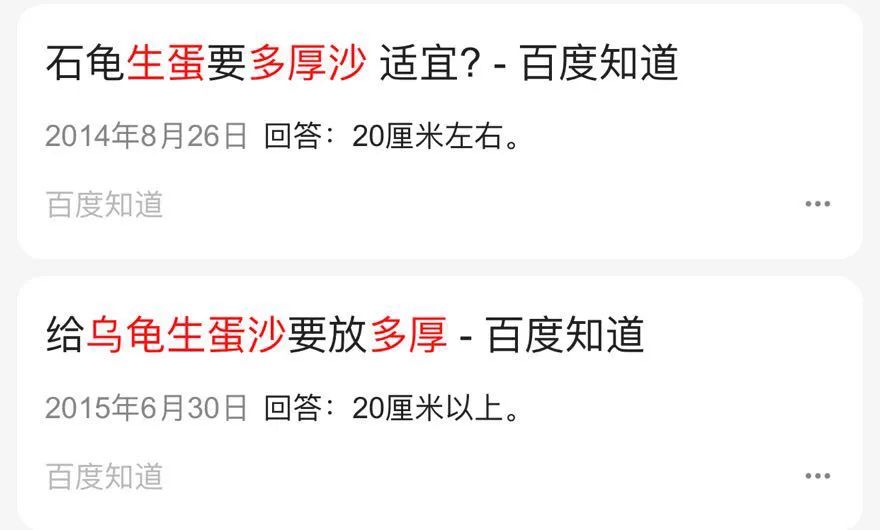 石龟生蛋要多厚沙 适宜? - 百度知道
2014年8月26日 回答：20厘米左右。
百度知道
给乌龟生蛋沙要放多厚 - 百度知道
2015年6月30日 回答：20厘米以上。
百度知道